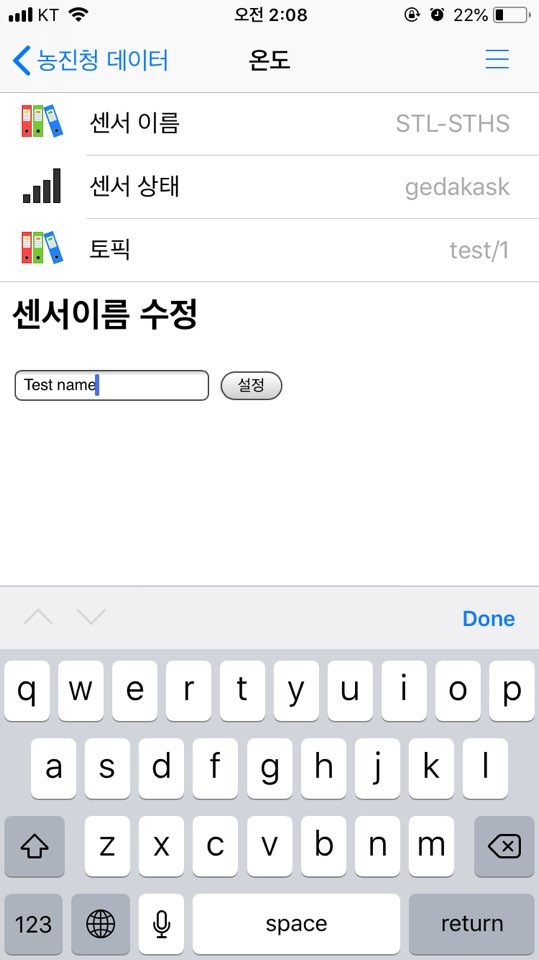 KT 오전 2:08 22%
농진청 데이터 온도
센서 이름 STL-STHS
센서 상태 gedakask
토픽 test/1
센서이름 수정
Test name 설정
Done
q w e r t y u i o p
a s d f g h j k l
z x c v b n m
123 space return